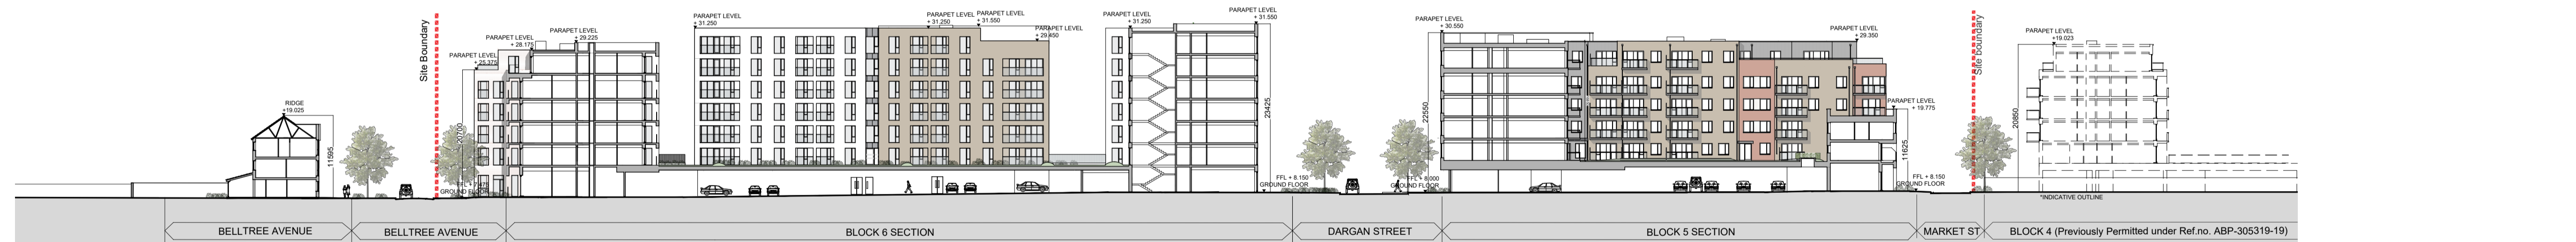 Site Boundary
RIDGE
+19.025
11595
PARAPET LEVEL
+ 25.375
PARAPET LEVEL
+ 28.175
PARAPET LEVEL
+ 29.225
GROUND FLOOR
PARAPET LEVEL
+ 31.250
PARAPET LEVEL
+ 31.250
PARAPET LEVEL
+ 31.550
PARAPET LEVEL
+ 29.450
PARAPET LEVEL
+ 31.250
PARAPET LEVEL
+ 31.550
23425
FFL + 8.150
GROUND FLOOR
PARAPET LEVEL
+ 30.550
22550
FFL + 8.000
GROUND FLOOR
PARAPET LEVEL
+ 29.350
PARAPET LEVEL
+ 19.775
11625
FFL + 8.150
GROUND FLOOR
Site boundary
PARAPET LEVEL
+19.023
20850
*INDICATIVE OUTLINE
BELLTREE AVENUE
BELLTREE AVENUE
BLOCK 6 SECTION
DARGAN STREET
BLOCK 5 SECTION
MARKET ST
BLOCK 4 (Previously Permitted under Ref.no. ABP-305319-19)